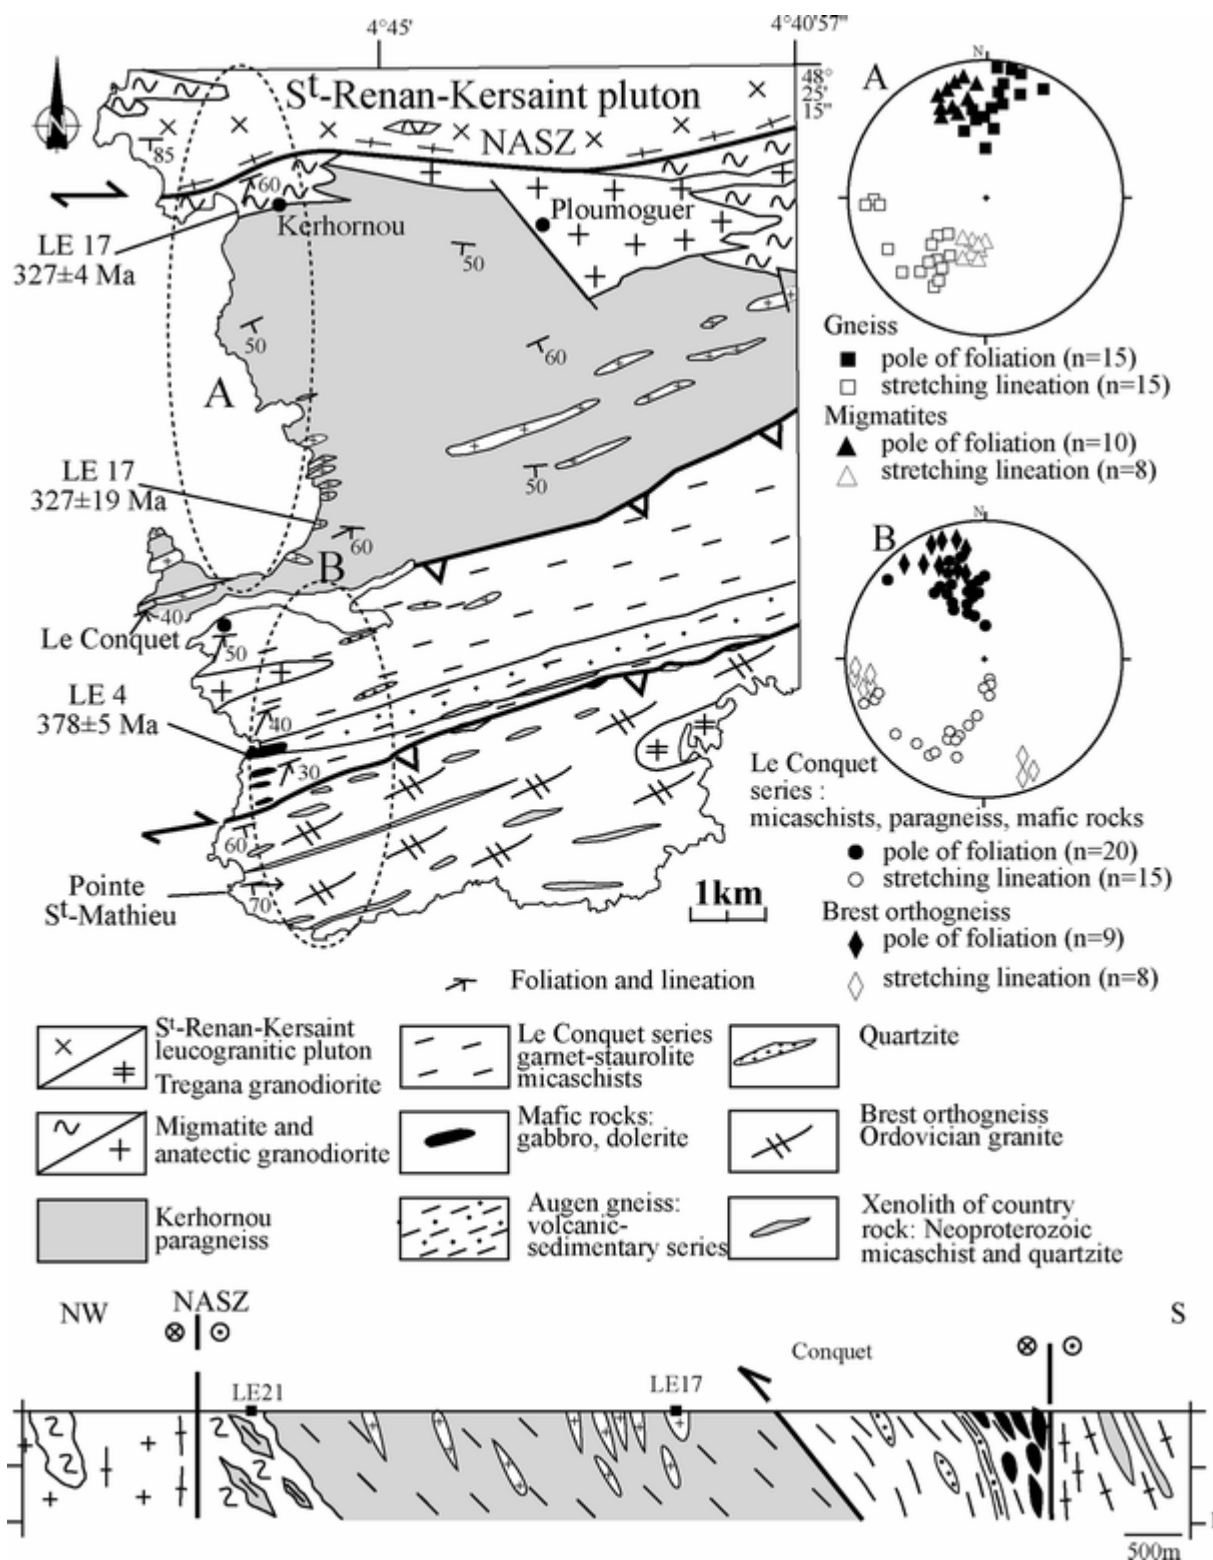 4°45'
4°40'57"
48°
25'
15"
St-Renan-Kersaint pluton
NASZ
N
85
60
Kerhornou
Ploumoguer
LE 17
327±4 Ma
50
50
60
A
LE 17
327±19 Ma
50
60
B
40
Le Conquet
50
LE 4
378±5 Ma
40
30
60
Pointe
St-Mathieu
70
1km
A
N
Gneiss
pole of foliation (n=15)
stretching lineation (n=15)
Migmatites
pole of foliation (n=10)
stretching lineation (n=8)
B
N
Le Conquet
series :
micaschists, paragneiss, mafic rocks
pole of foliation (n=20)
stretching lineation (n=15)
Brest orthogneiss
pole of foliation (n=9)
stretching lineation (n=8)
Foliation and lineation
St-Renan-Kersaint
leucogranitic pluton
Tregana granodiorite
Le Conquet series
garnet-staurolite
micaschists
Quartzite
Migmatite and
anatectic granodiorite
Mafic rocks:
gabbro, dolerite
Brest orthogneiss
Ordovician granite
Kerhornou
paragneiss
Augen gneiss:
volcanic-
sedimentary series
Xenolith of country
rock: Neoproterozoic
micaschist and quartzite
NW
NASZ
S
Conquet
LE21
LE17
500m